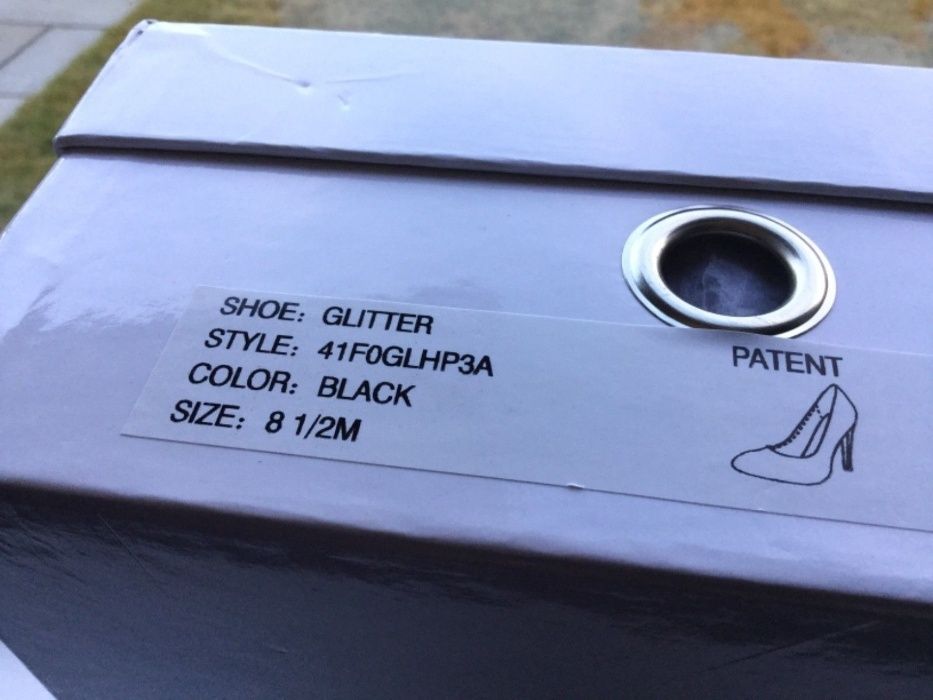 SHOE: GLITTER
STYLE: 41F0GLHP3A
COLOR: BLACK
SIZE: 8 1/2M
PATENT